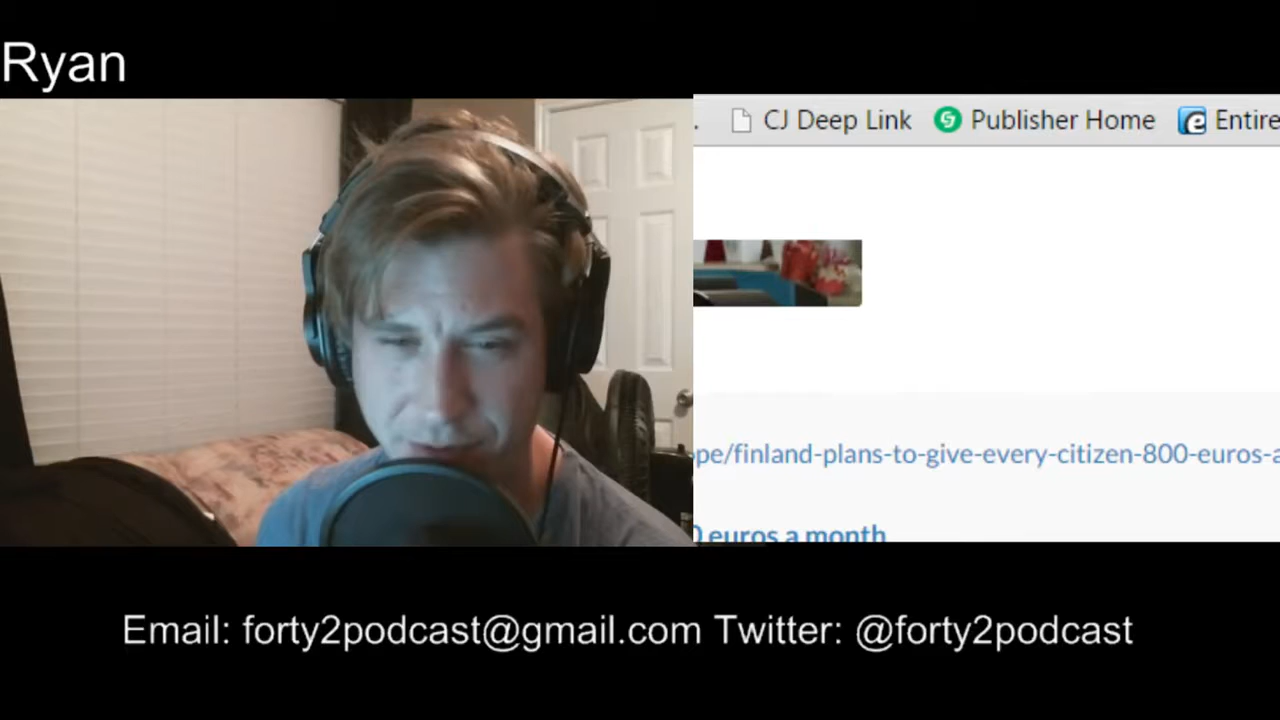 Ryan
CJ Deep Link Publisher Home Entire
pe/finland-plans-to-give-every-citizen-800-euros-a
0 euros a month
Email: forty2podcast@gmail.com Twitter: @forty2podcast